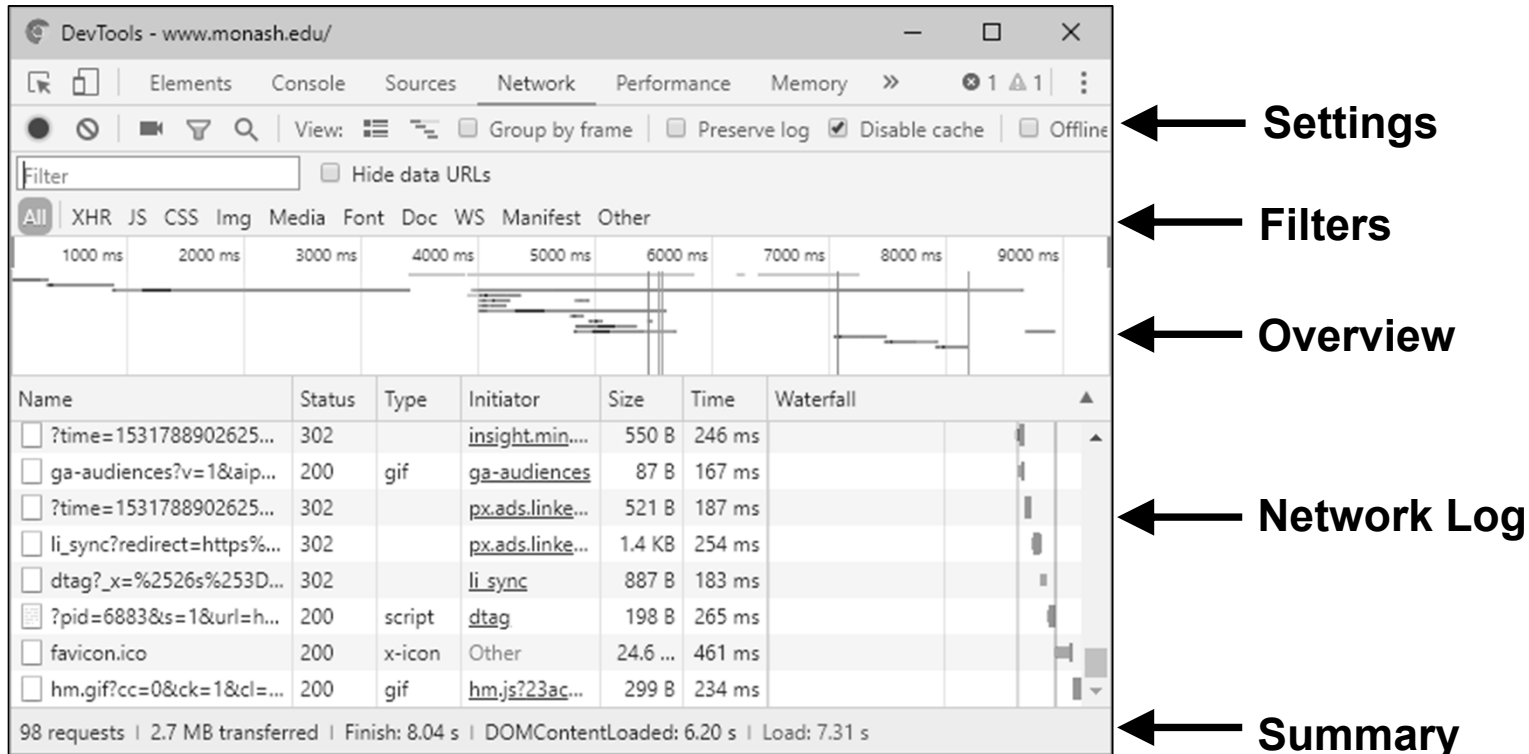 DevTools - www.monash.edu/
Elements Console Sources Network Performance Memory » 1 1
View: Group by frame Preserve log Disable cache Offline
Settings
Filter Hide data URLs
All XHR JS CSS Img Media Font Doc WS Manifest Other
Filters
1000 ms 2000 ms 3000 ms 4000 ms 5000 ms 6000 ms 7000 ms 8000 ms 9000 ms
Overview
Name Status Type Initiator Size Time Waterfall
?time=1531788902625... 302 insight.min.... 550 B 246 ms
ga-audiences?v=1&aip... 200 gif ga-audiences 87 B 167 ms
?time=1531788902625... 302 px.ads.linke... 521 B 187 ms
Network Log
li_sync?redirect=https%... 302 px.ads.linke... 1.4 KB 254 ms
dtag?_x=%2526s%253D... 302 li_sync 887 B 183 ms
?pid=6883&s=1&url=h... 200 script dtag 198 B 265 ms
favicon.ico 200 x-icon Other 24.6 ... 461 ms
hm.gif?cc=0&ck=1&cl=... 200 gif hm.js?23ac... 299 B 234 ms
98 requests | 2.7 MB transferred | Finish: 8.04 s | DOMContentLoaded: 6.20 s | Load: 7.31 s
Summary